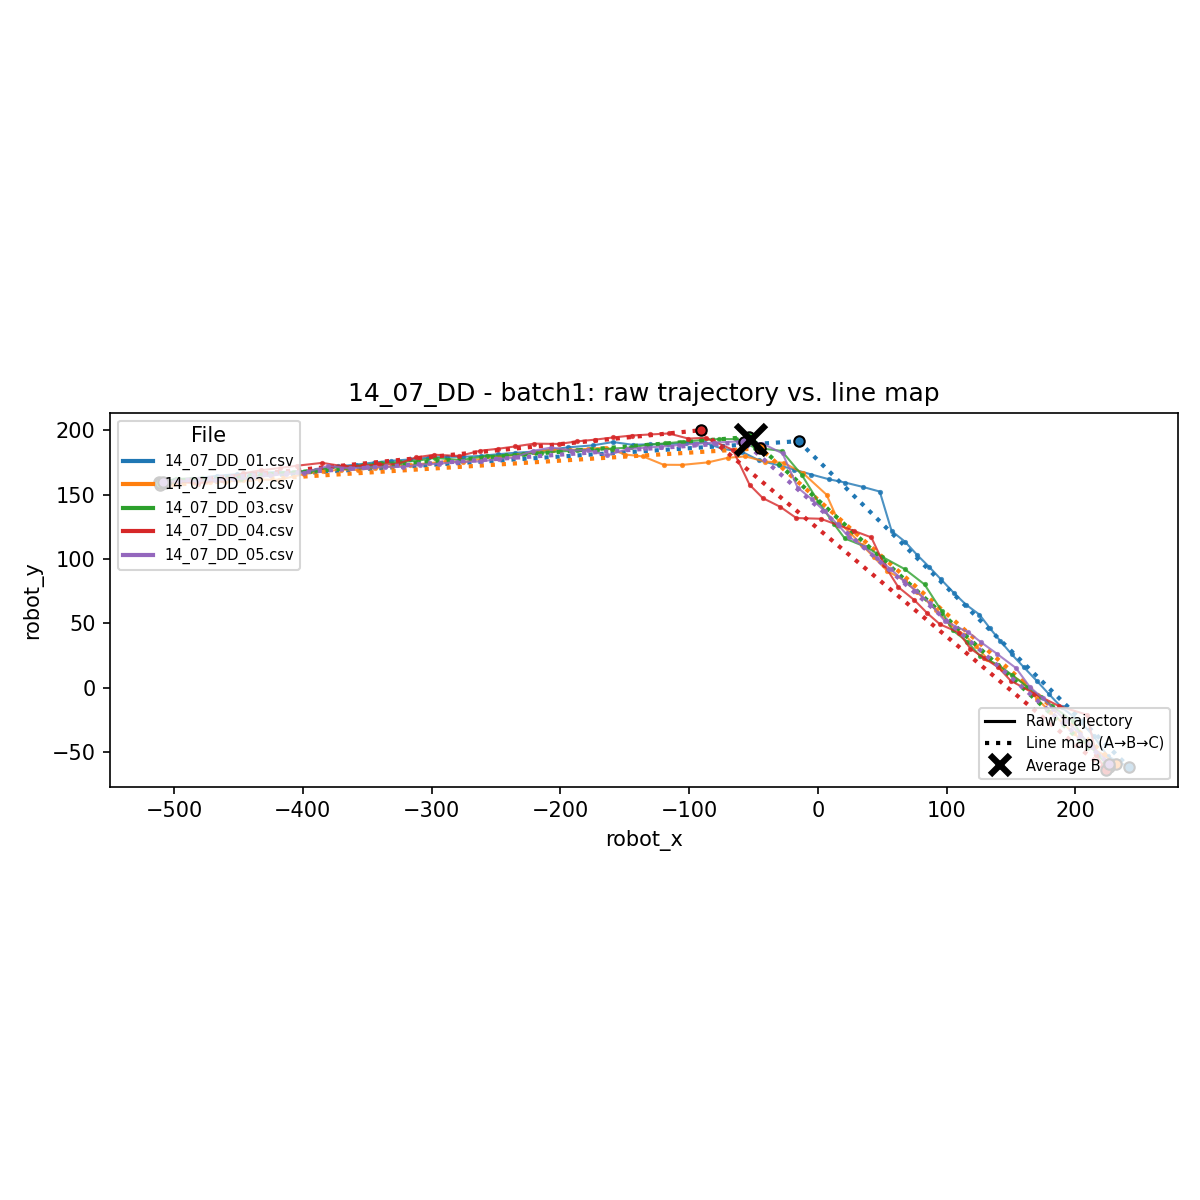 14_07_DD - batch1: raw trajectory vs. line map
File
14_07_DD_01.csv
14_07_DD_02.csv
14_07_DD_03.csv
14_07_DD_04.csv
14_07_DD_05.csv
200
150
100
50
0
−50
robot_y
Raw trajectory
Line map (A→B→C)
Average B
−500
−400
−300
−200
−100
0
100
200
robot_x